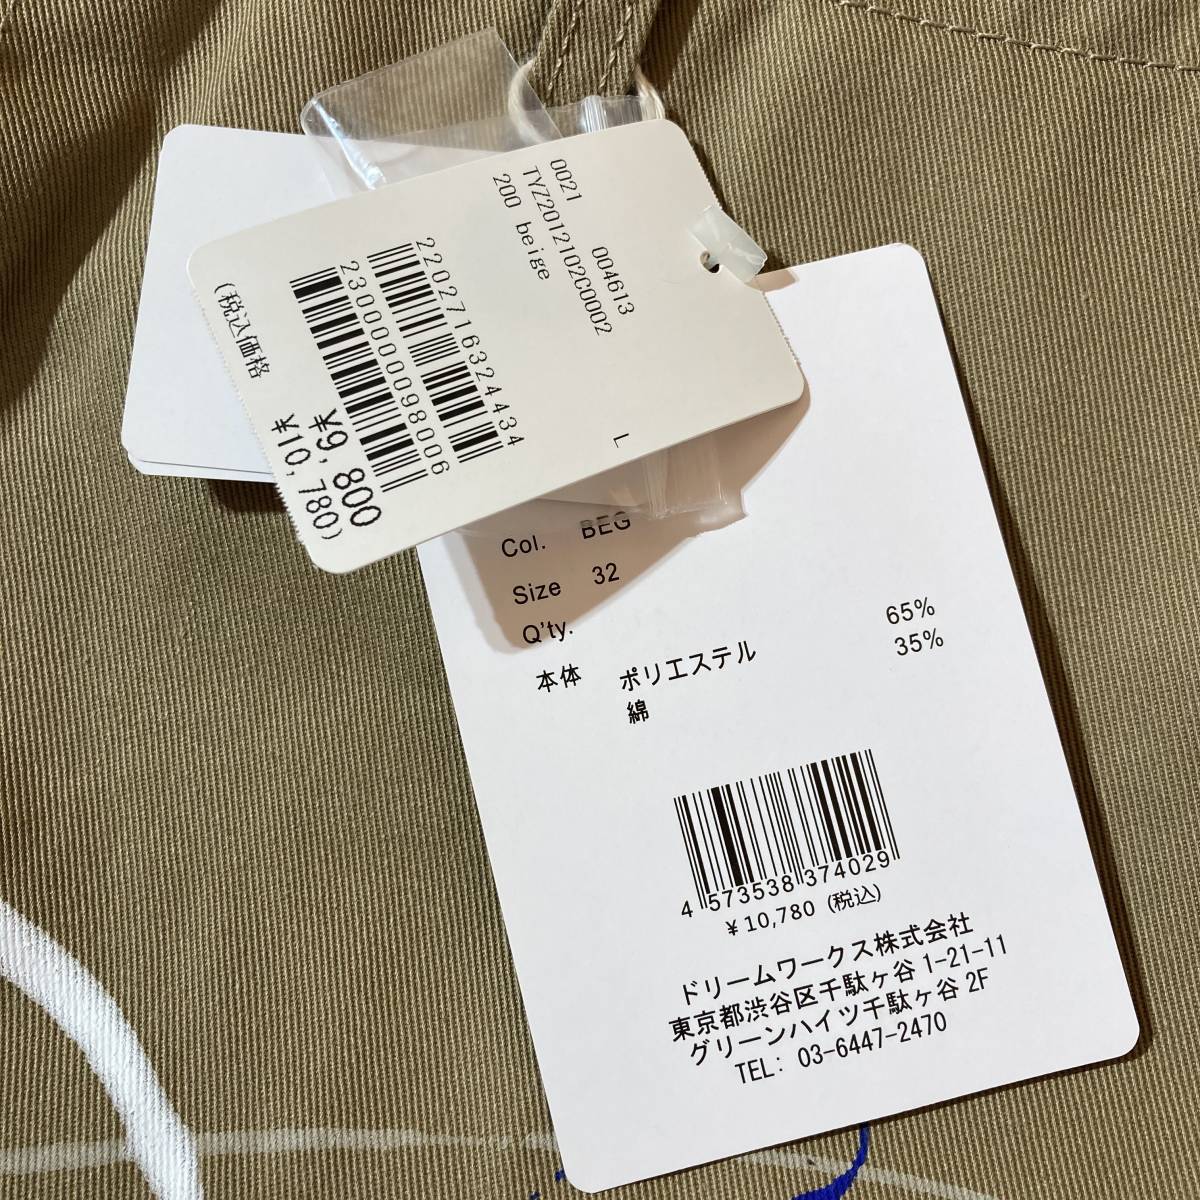 0021 004613
TYZ2012102C0002
200 beige
L
2202716324434
2300000098006
¥9,800
(税込価格 ¥10,780)
Col. BEG
Size 32
Q'ty.
本体 ポリエステル 65%
綿 35%
4 573538 374029
¥10,780 (税込)
ドリームワークス株式会社
東京都渋谷区千駄ヶ谷 1-21-11
グリーンハイツ千駄ヶ谷 2F
TEL: 03-6447-2470